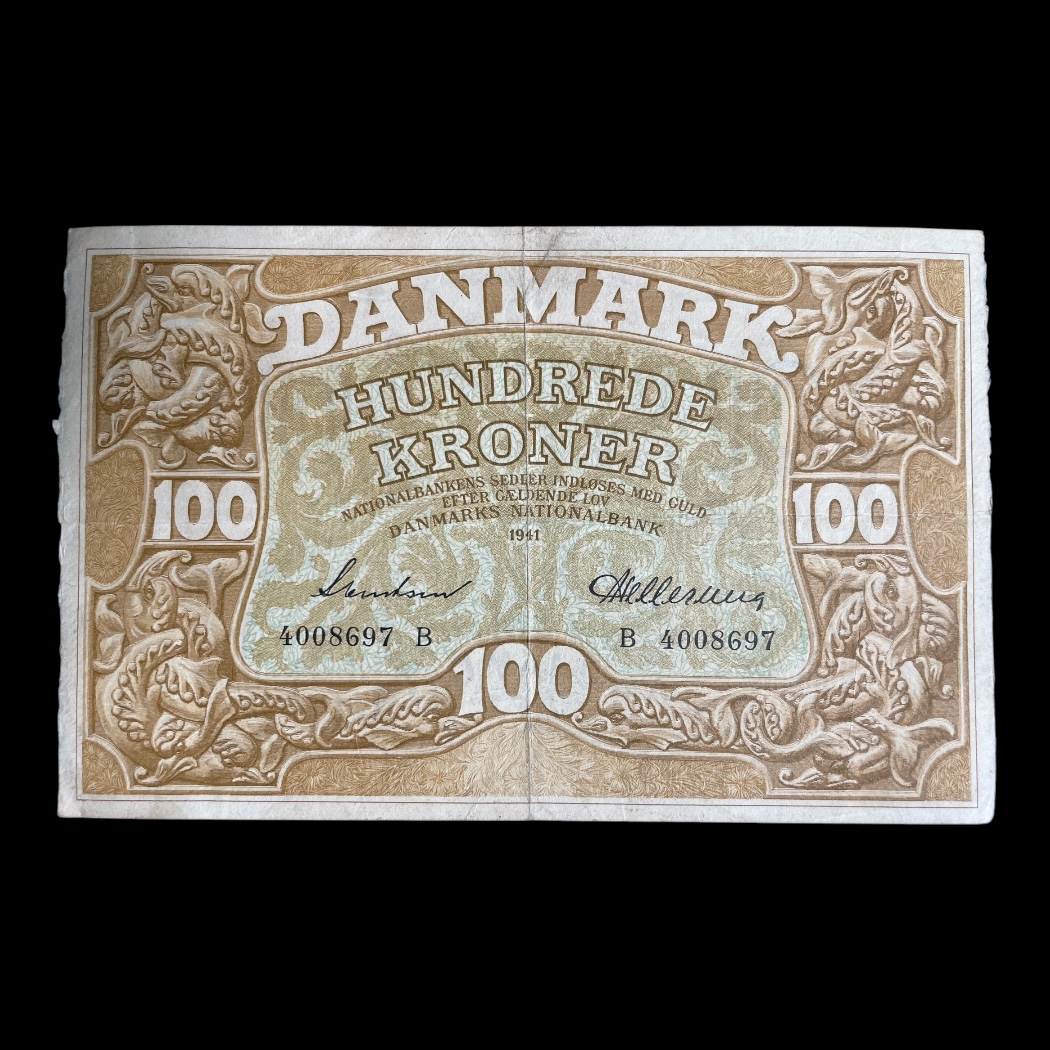 DANMARK
HUNDREDE
KRONER
NATIONALBANKENS SEDLER INDLØSES MED GULD
EFTER GÆLDENDE LOV
DANMARKS NATIONALBANK
1941
100 100
Svendsen
4008697 B B 4008697
100